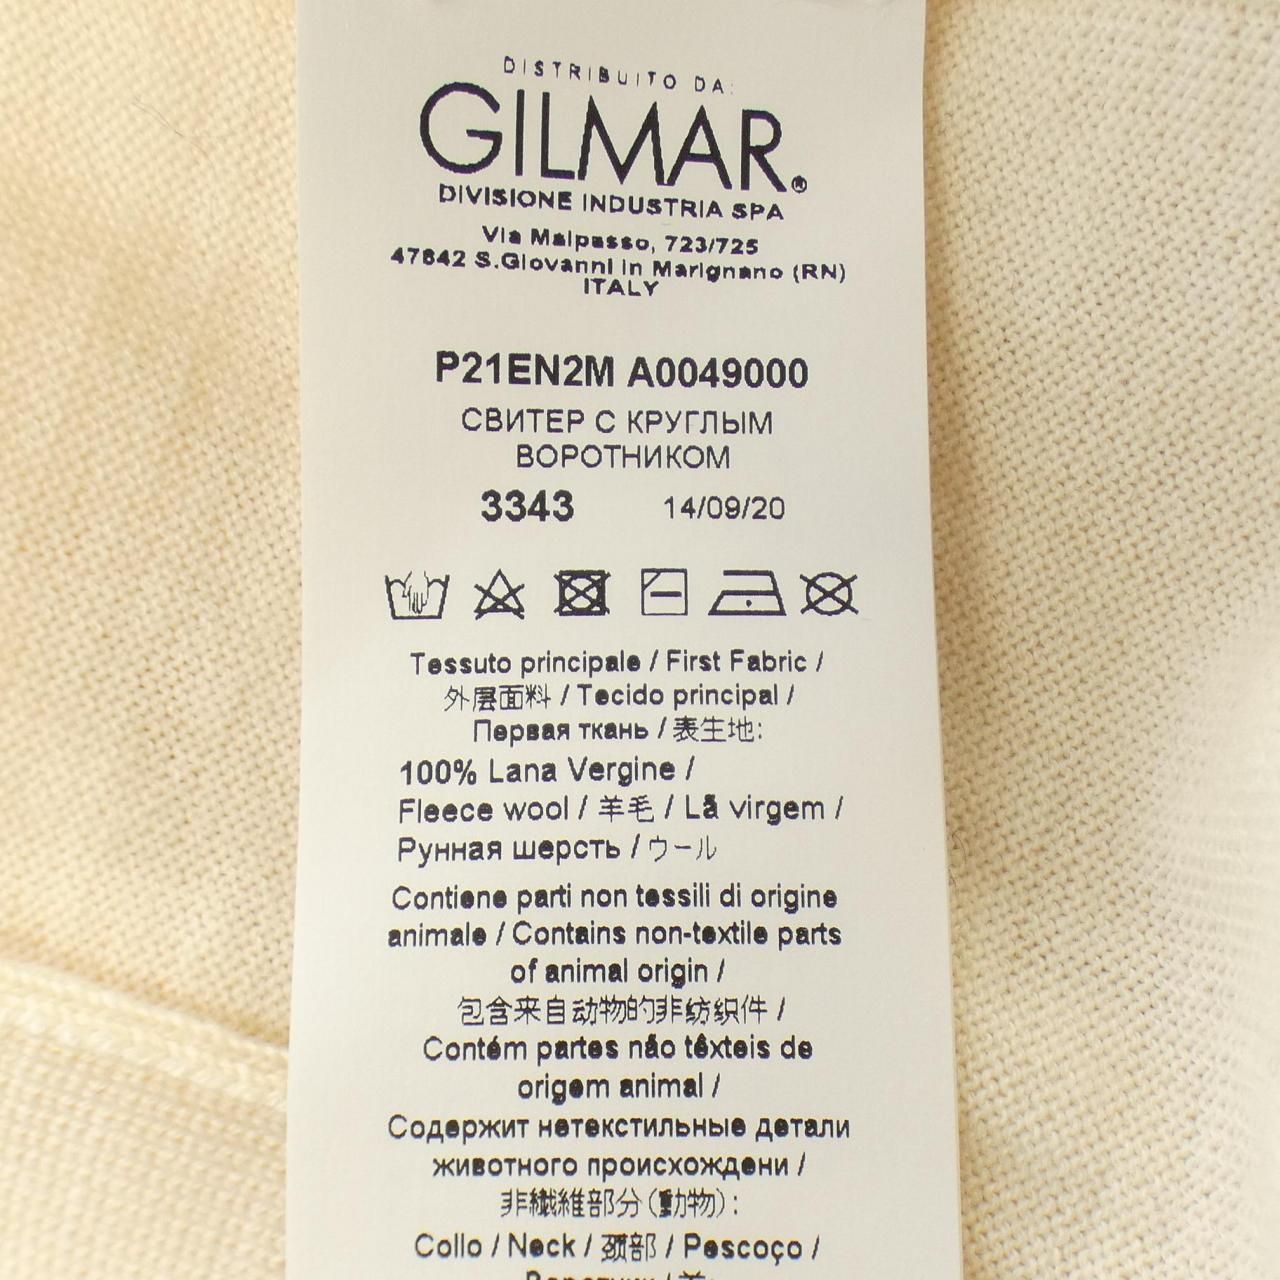 DISTRIBUITO DA:
GILMAR®
DIVISIONE INDUSTRIA SPA
Via Malpasso, 723/725
47842 S.Giovanni in Marignano (RN)
ITALY
P21EN2M A0049000
СВИТЕР С КРУГЛЫМ
ВОРОТНИКОМ
3343 14/09/20
Tessuto principale / First Fabric /
外层面料 / Tecido principal /
Первая ткань / 表生地:
100% Lana Vergine /
Fleece wool / 羊毛 / Lã virgem /
Рунная шерсть / ウール
Contiene parti non tessili di origine
animale / Contains non-textile parts
of animal origin /
包含来自动物的非纺织件 /
Contém partes não têxteis de
origem animal /
Содержит нетекстильные детали
животного происхождени /
非繊維部分(動物):
Collo / Neck / 颈部 / Pescoço /
Воротник /